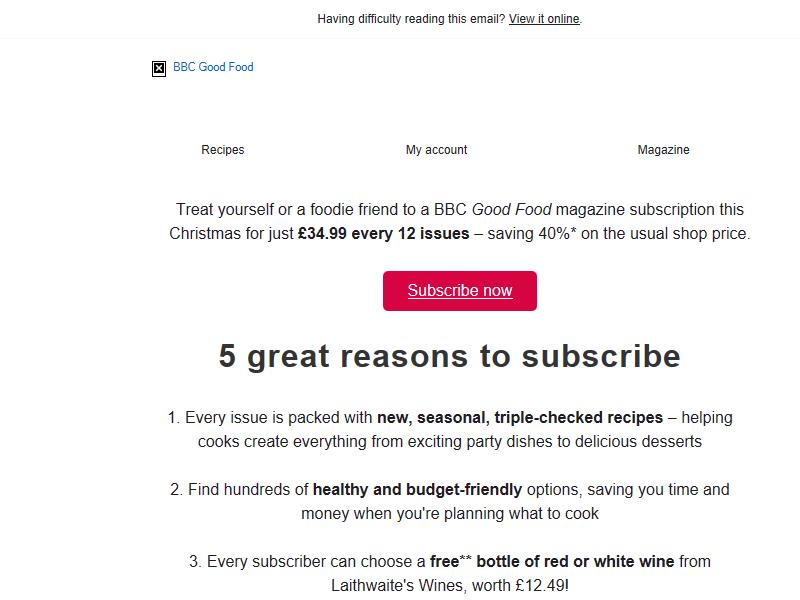 Having difficulty reading this email? View it online.
BBC Good Food
Recipes
My account
Magazine
Treat yourself or a foodie friend to a BBC Good Food magazine subscription this
Christmas for just £34.99 every 12 issues – saving 40%* on the usual shop price.
Subscribe now
5 great reasons to subscribe
1. Every issue is packed with new, seasonal, triple-checked recipes – helping
cooks create everything from exciting party dishes to delicious desserts
2. Find hundreds of healthy and budget-friendly options, saving you time and
money when you're planning what to cook
3. Every subscriber can choose a free** bottle of red or white wine from
Laithwaite's Wines, worth £12.49!